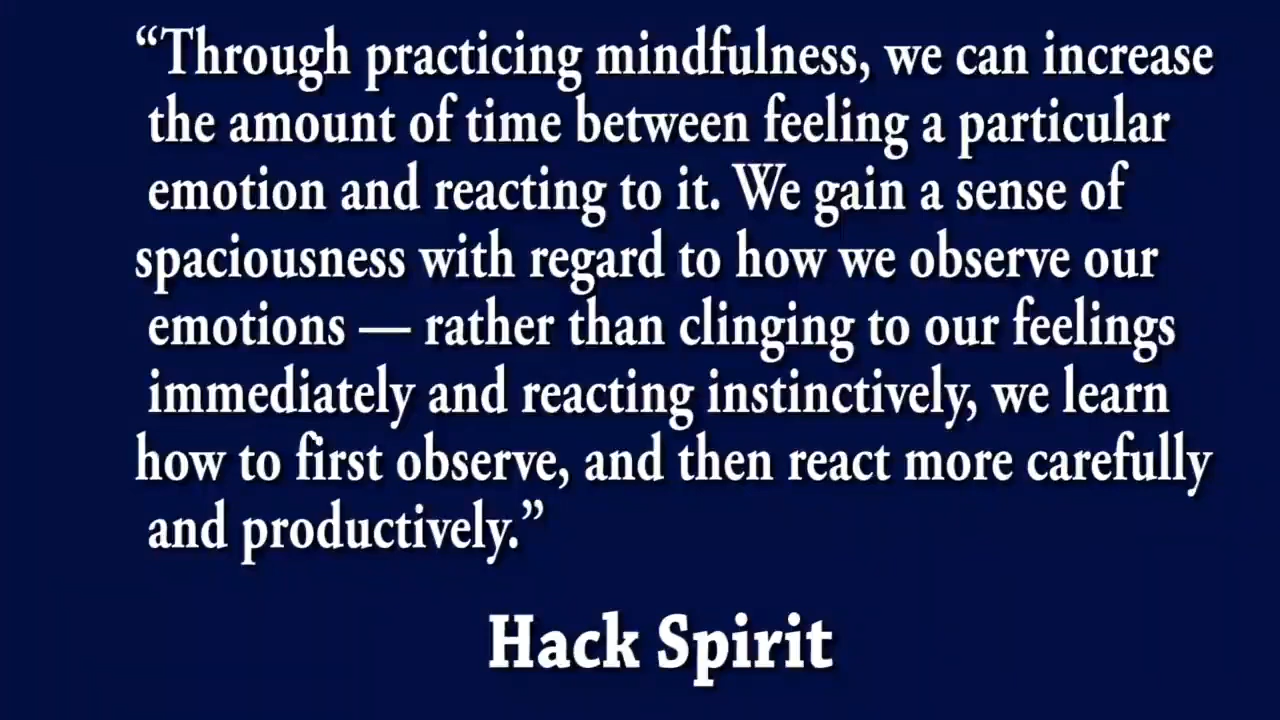 “Through practicing mindfulness, we can increase
the amount of time between feeling a particular
emotion and reacting to it. We gain a sense of
spaciousness with regard to how we observe our
emotions — rather than clinging to our feelings
immediately and reacting instinctively, we learn
how to first observe, and then react more carefully
and productively.”
Hack Spirit